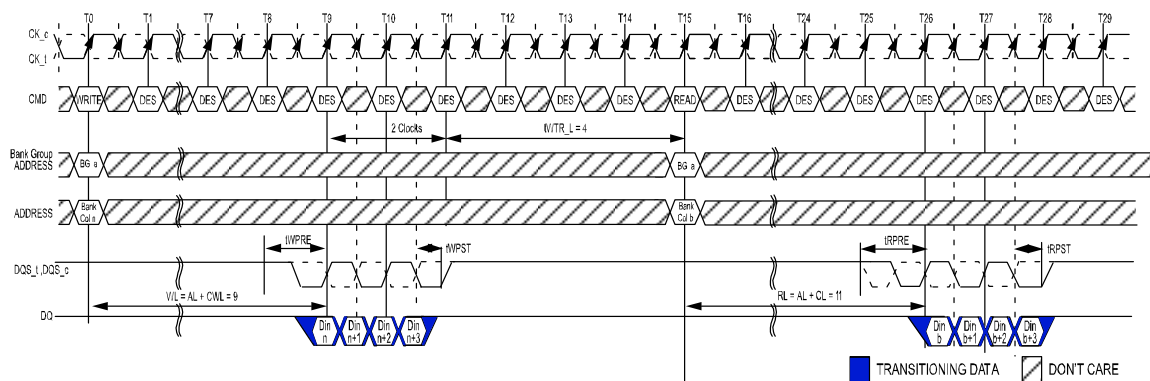 T0 T1 T7 T8 T9 T10 T11 T12 T13 T14 T15 T16 T24 T25 T26 T27 T28 T29
CK_c
CK_t
CMD WRITE DES DES DES DES DES DES DES DES DES READ DES DES DES DES DES DES DES
2 Clocks tWTR_L = 4
Bank Group
ADDRESS BG a BG a
ADDRESS Bank Col n Bank Col b
tWPRE tWPST tRPRE tRPST
DQS_t ,DQS_c
WL = AL + CWL = 9 RL = AL + CL = 11
DQ Din n Din n+1 Din n+2 Din n+3 Din b Din b+1 Din b+2 Din b+3
TRANSITIONING DATA DON'T CARE